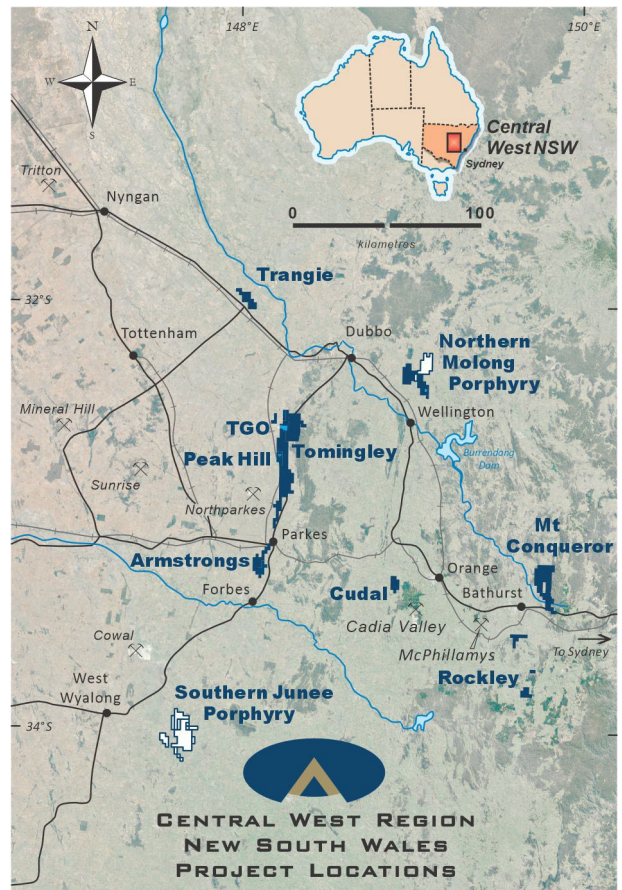 148°E
150°E
N
W
E
S
Central
West NSW
Sydney
Tritton
Nyngan
0
100
kilometres
Trangie
32°S
Tottenham
Dubbo
Northern
Molong
Porphyry
Mineral Hill
TGO
Wellington
Peak Hill
Tomingley
Burrendong
Dam
Sunrise
Northparkes
Mt
Conqueror
Parkes
Armstrongs
Orange
Forbes
Cudal
Bathurst
Cadia Valley
Cowal
McPhillamys
To Sydney
West
Wyalong
Rockley
Southern Junee
Porphyry
34°S
Central West Region
New South Wales
Project Locations